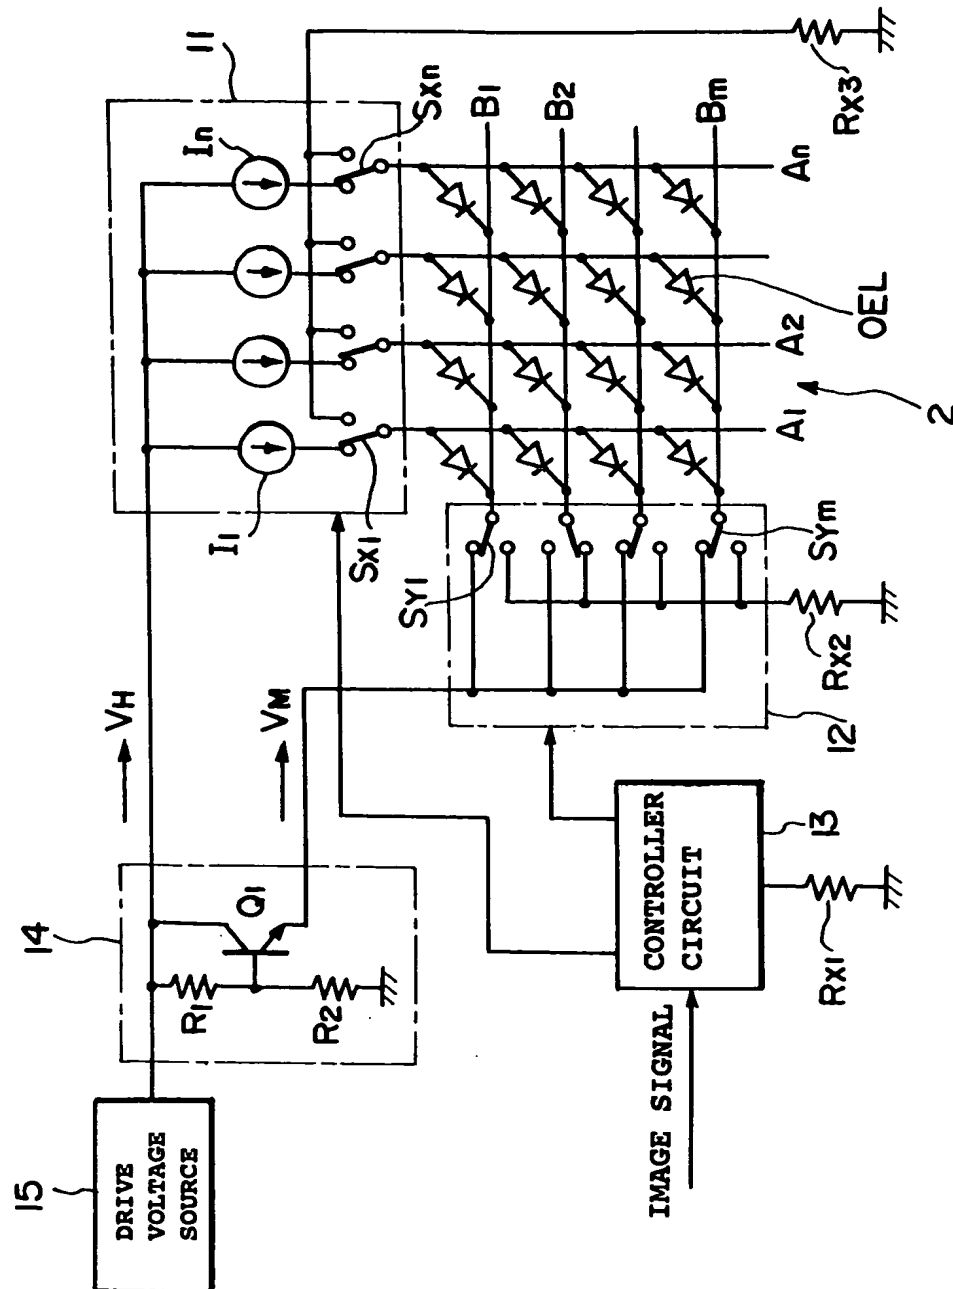 15
DRIVE
VOLTAGE
SOURCE
14
R1
R2
Q1
VH
VM
11
I1
In
SX1
SXn
B1
B2
Bm
A1
A2
An
OEL
2
SY1
SYm
12
RX2
RX3
IMAGE SIGNAL
CONTROLLER
CIRCUIT
13
RX1